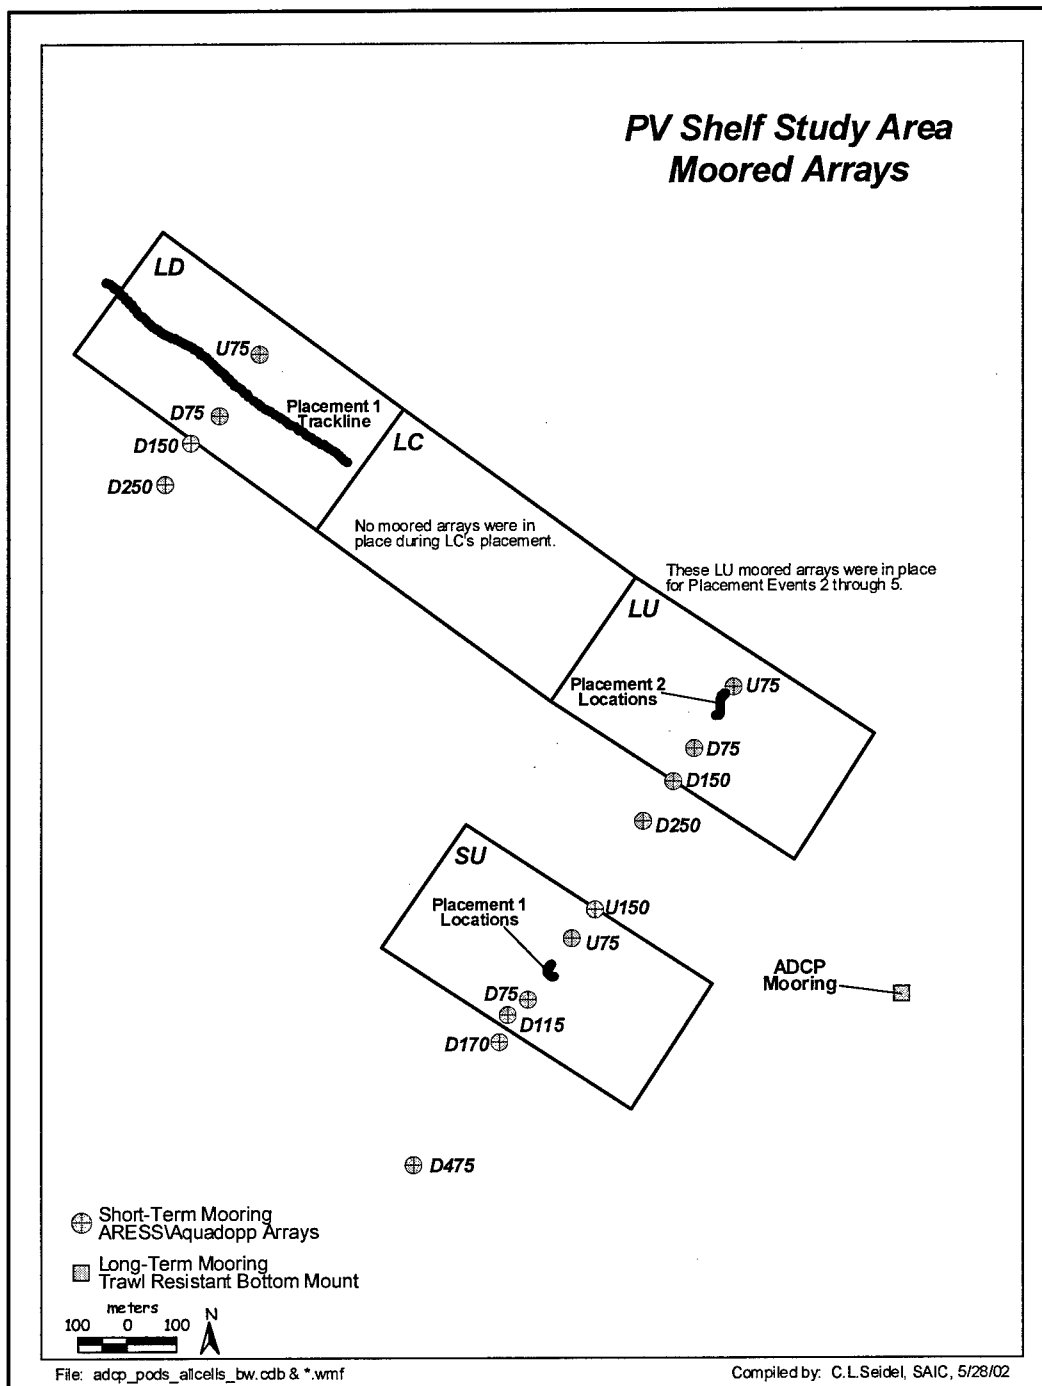 PV Shelf Study Area
Moored Arrays
LD
U75
D75
Placement 1
Trackline
D150
D250
LC
No moored arrays were in
place during LC's placement.
These LU moored arrays were in place
for Placement Events 2 through 5.
LU
Placement 2
Locations
U75
D75
D150
D250
SU
Placement 1
Locations
U150
U75
D75
D115
D170
ADCP
Mooring
D475
Short-Term Mooring
ARESS\Aquadopp Arrays
Long-Term Mooring
Trawl Resistant Bottom Mount
meters
100 0 100
N
File: adcp_pods_allcells_bw.cdb & *.wmf
Compiled by: C.L.Seidel, SAIC, 5/28/02